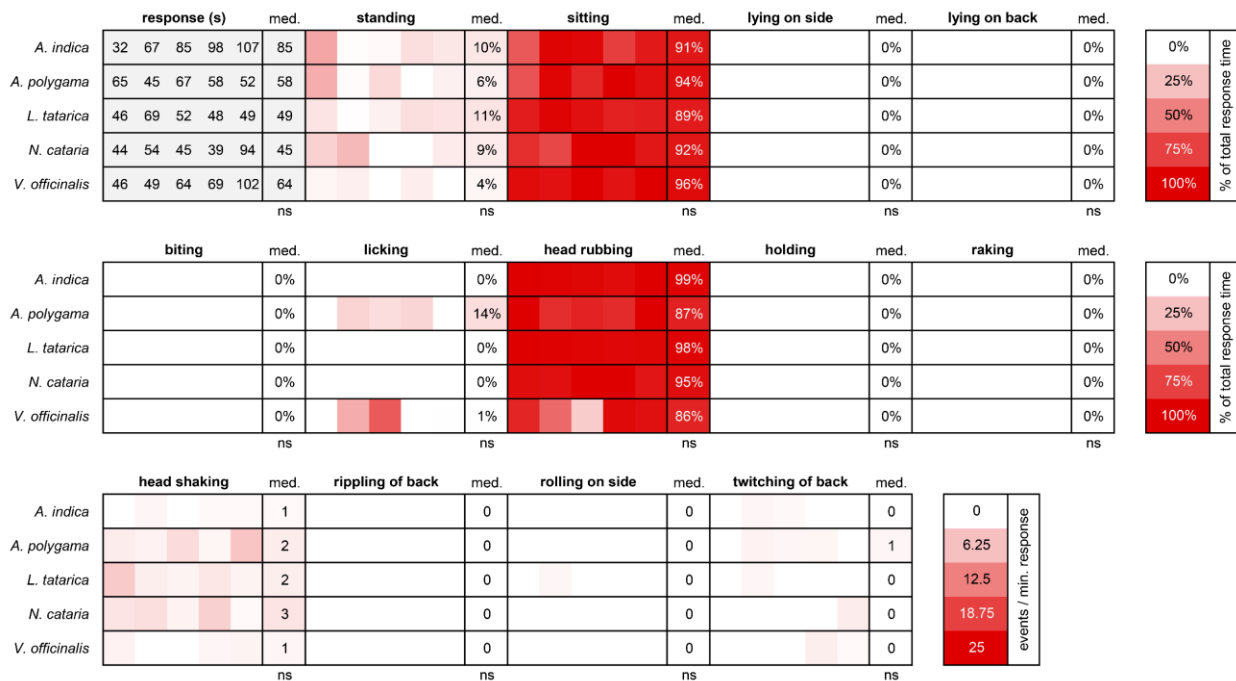 response (s) med. standing med. sitting med. lying on side med. lying on back med.
A. indica 32 67 85 98 107 85 10% 91% 0% 0% 0%
A. polygama 65 45 67 58 52 58 6% 94% 0% 0% 25%
L. tatarica 46 69 52 48 49 49 11% 89% 0% 0% 50%
N. cataria 44 54 45 39 94 45 9% 92% 0% 0% 75%
V. officinalis 46 49 64 69 102 64 4% 96% 0% 0% 100%
% of total response time
ns ns ns ns ns
biting med. licking med. head rubbing med. holding med. raking med.
A. indica 0% 0% 99% 0% 0% 0%
A. polygama 0% 14% 87% 0% 0% 25%
L. tatarica 0% 0% 98% 0% 0% 50%
N. cataria 0% 0% 95% 0% 0% 75%
V. officinalis 0% 1% 86% 0% 0% 100%
% of total response time
ns ns ns ns ns
head shaking med. rippling of back med. rolling on side med. twitching of back med.
A. indica 1 0 0 0 0
A. polygama 2 0 0 1 6.25
L. tatarica 2 0 0 0 12.5
N. cataria 3 0 0 0 18.75
V. officinalis 1 0 0 0 25
events / min. response
ns ns ns ns